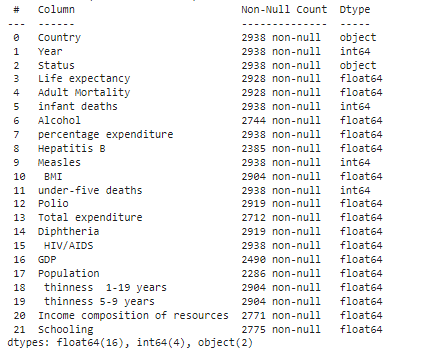 #   Column                           Non-Null Count  Dtype
---  ------                           --------------  -----
 0   Country                          2938 non-null   object
 1   Year                             2938 non-null   int64
 2   Status                           2938 non-null   object
 3   Life expectancy                  2928 non-null   float64
 4   Adult Mortality                  2928 non-null   float64
 5   infant deaths                    2938 non-null   int64
 6   Alcohol                          2744 non-null   float64
 7   percentage expenditure           2938 non-null   float64
 8   Hepatitis B                      2385 non-null   float64
 9   Measles                          2938 non-null   int64
 10   BMI                             2904 non-null   float64
 11  under-five deaths                2938 non-null   int64
 12  Polio                            2919 non-null   float64
 13  Total expenditure                2712 non-null   float64
 14  Diphtheria                       2919 non-null   float64
 15   HIV/AIDS                        2938 non-null   float64
 16  GDP                              2490 non-null   float64
 17  Population                       2286 non-null   float64
 18   thinness  1-19 years            2904 non-null   float64
 19   thinness 5-9 years              2904 non-null   float64
 20  Income composition of resources  2771 non-null   float64
 21  Schooling                        2775 non-null   float64
dtypes: float64(16), int64(4), object(2)